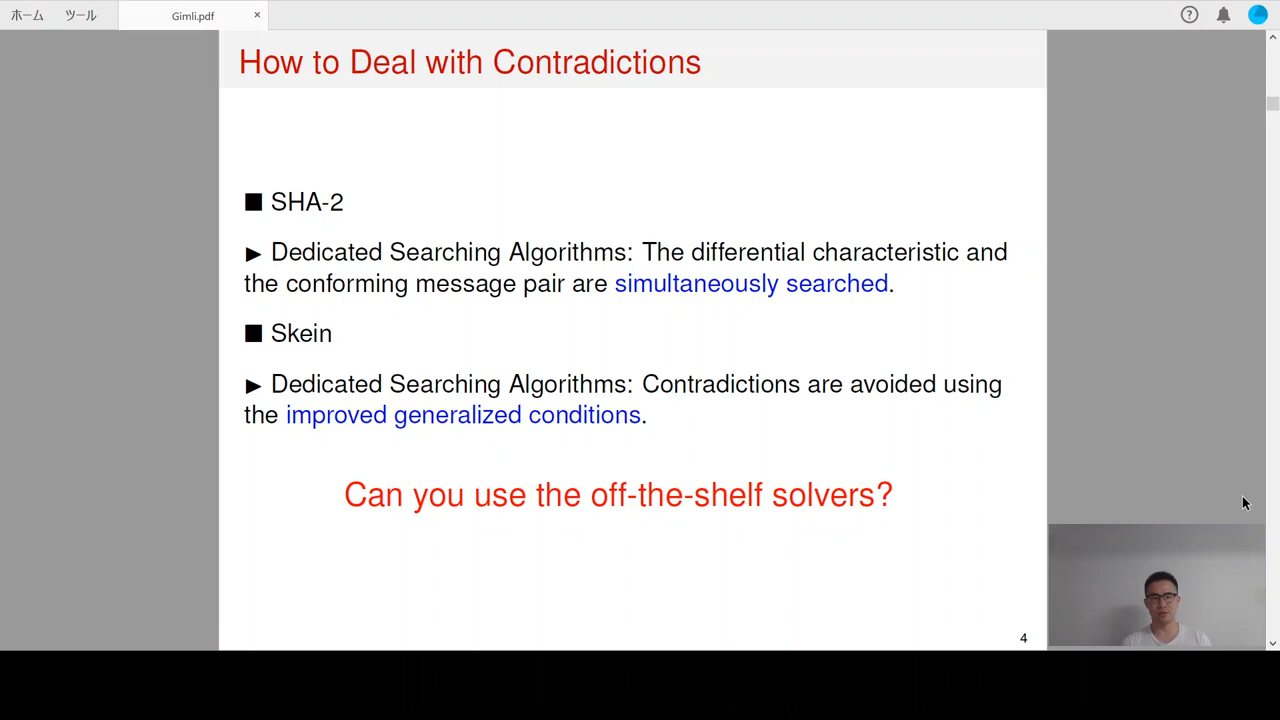 ホーム ツール Gimli.pdf ×
How to Deal with Contradictions
■ SHA-2
▶ Dedicated Searching Algorithms: The differential characteristic and
the conforming message pair are simultaneously searched.
■ Skein
▶ Dedicated Searching Algorithms: Contradictions are avoided using
the improved generalized conditions.
Can you use the off-the-shelf solvers?
4